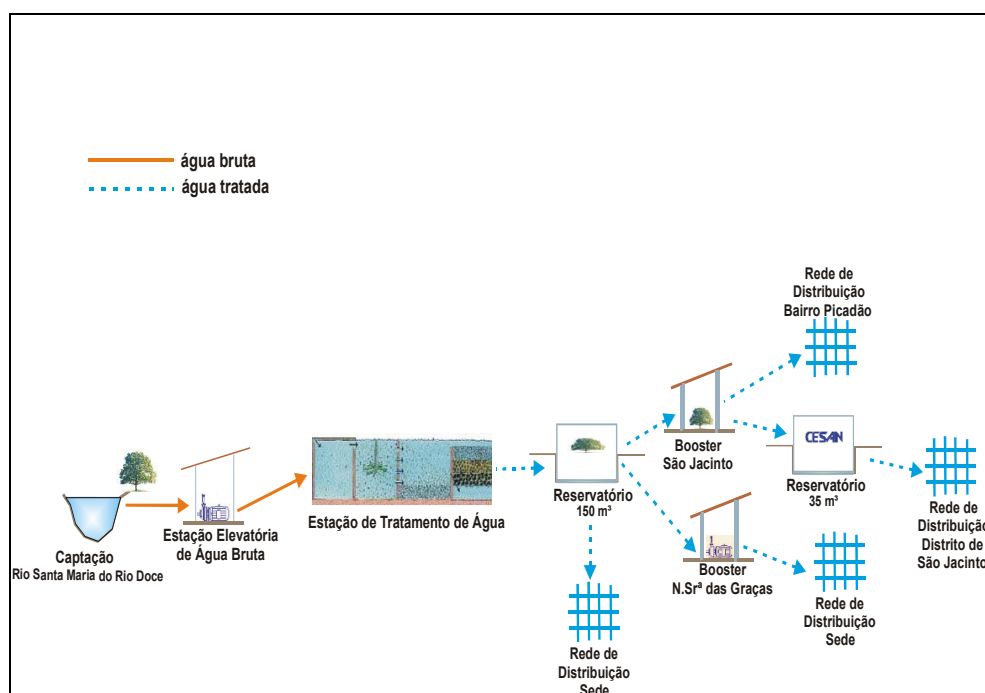 água bruta
água tratada
Rede de
Distribuição
Bairro Picadão
Booster
São Jacinto
CESAN
Reservatório
35 m³
Reservatório
150 m³
Estação de Tratamento de Água
Estação Elevatória
de Água Bruta
Captação
Rio Santa Maria do Rio Doce
Rede de
Distribuição
Distrito de
São Jacinto
Booster
N.Srª das Graças
Rede de
Distribuição
Sede
Rede de
Distribuição
Sede